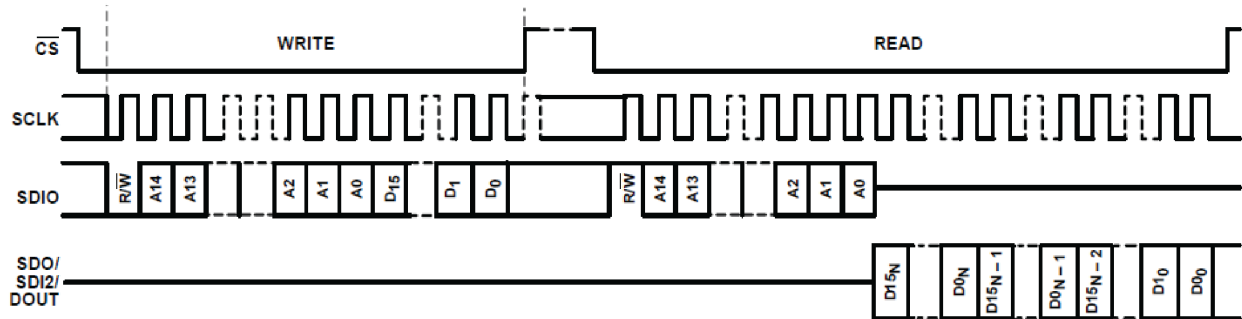 CS WRITE READ
SCLK
SDIO R/W A14 A13 A2 A1 A0 D15 D1 D0 R/W A14 A13 A2 A1 A0
SDO/
SDI2/
DOUT
D15N D0N D15N – 1 D0N – 1 D15N – 2 D10 D00